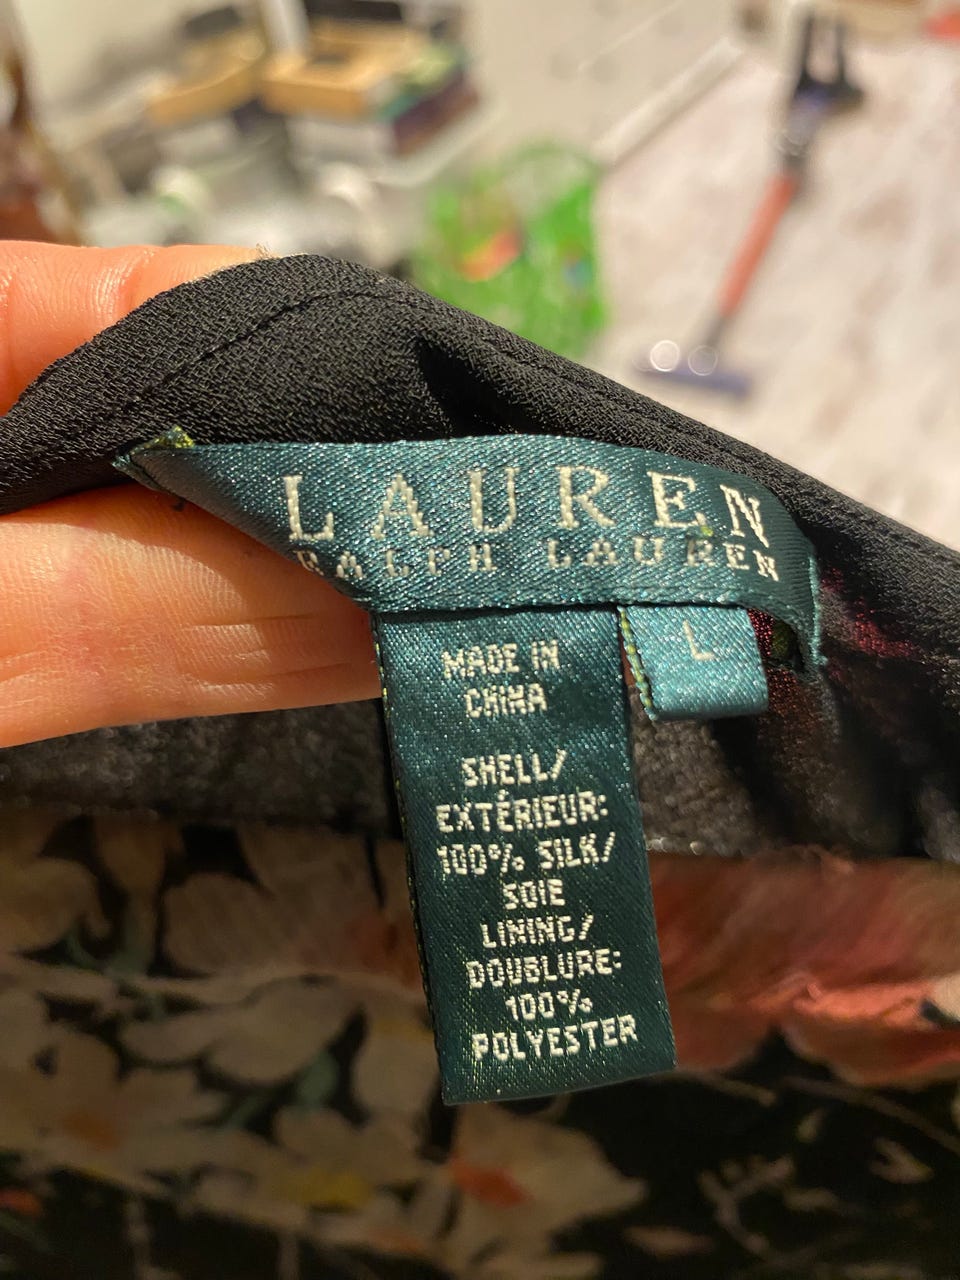 LAUREN
RALPH LAUREN
L
MADE IN
CHINA
SHELL/
EXTÉRIEUR:
100% SILK/
SOIE
LINING/
DOUBLURE:
100%
POLYESTER